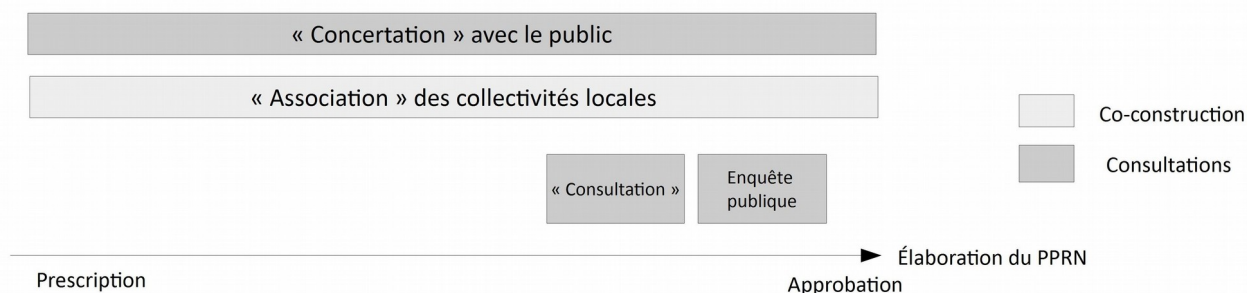 « Concertation » avec le public
« Association » des collectivités locales
Co-construction
Consultations
« Consultation »
Enquête
publique
Élaboration du PPRN
Prescription
Approbation